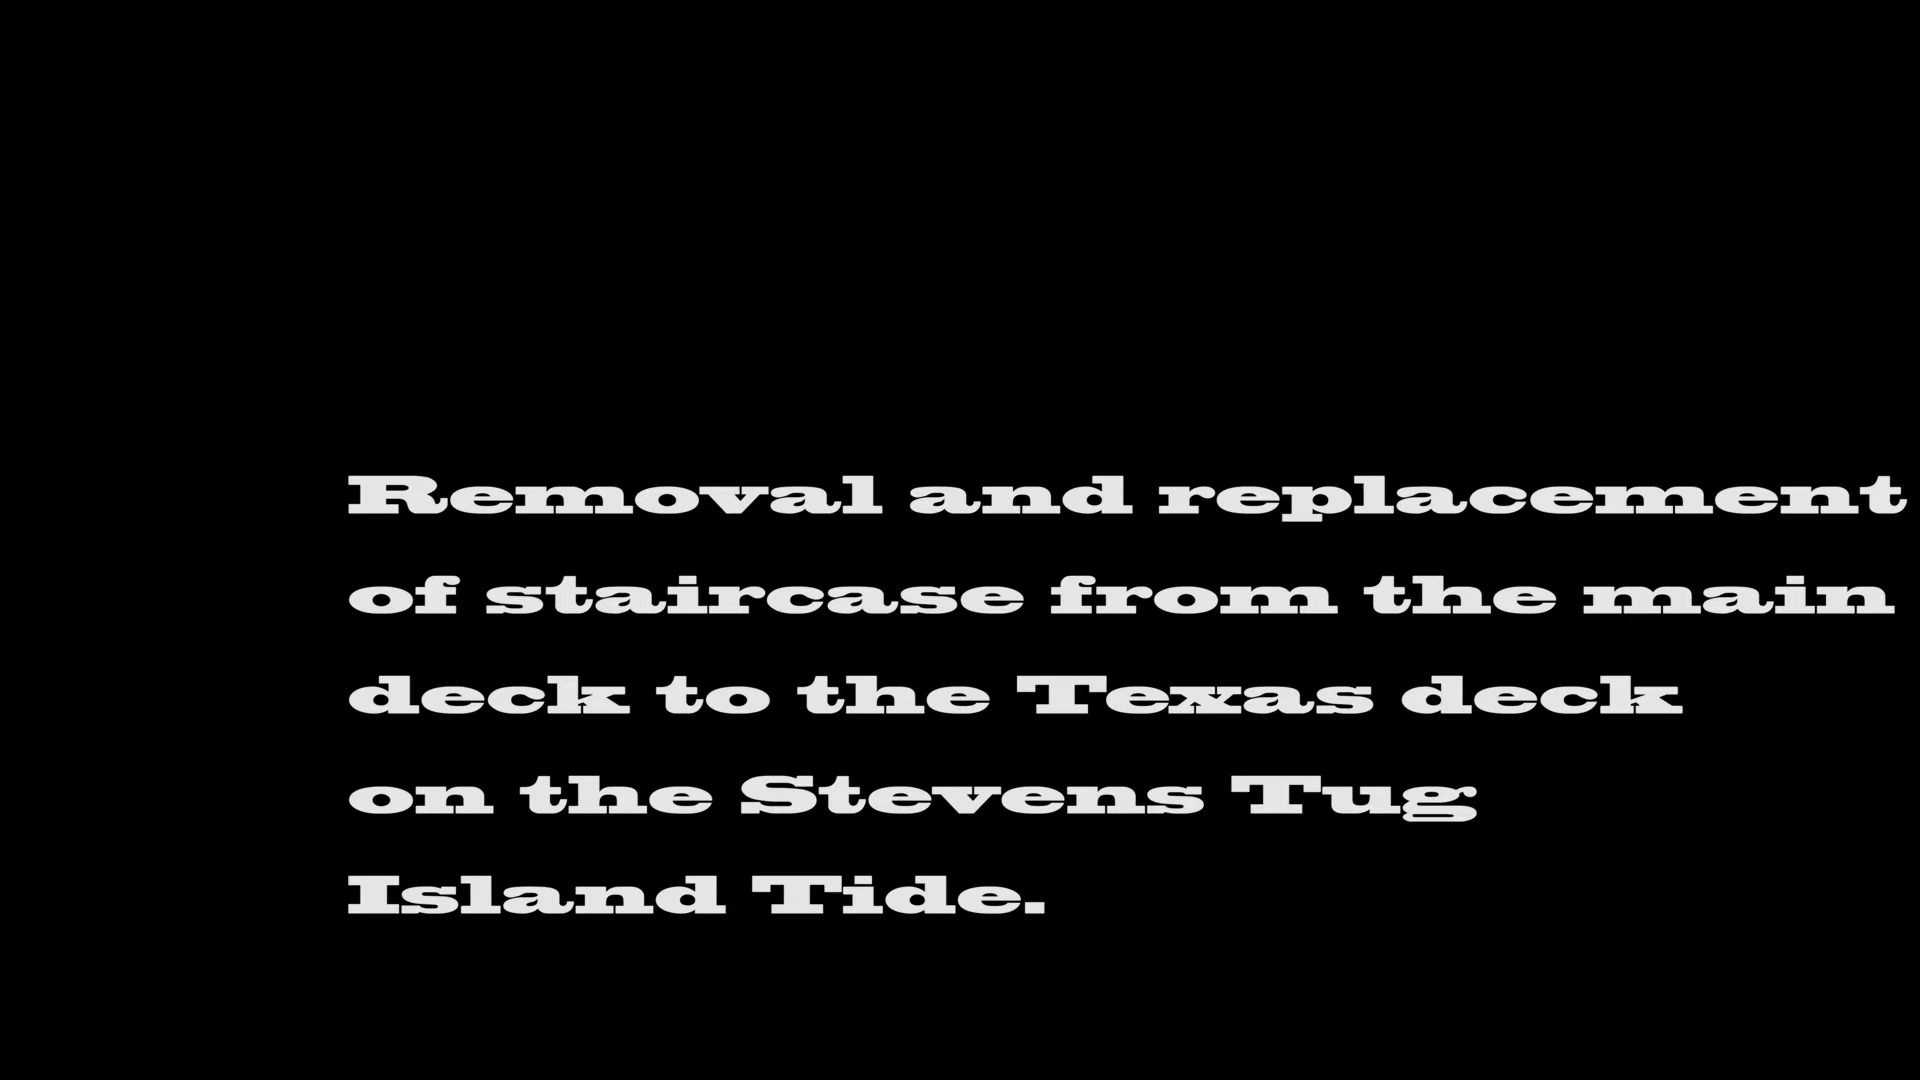 Removal and replacement
of staircase from the main
deck to the Texas deck
on the Stevens Tug
Island Tide.